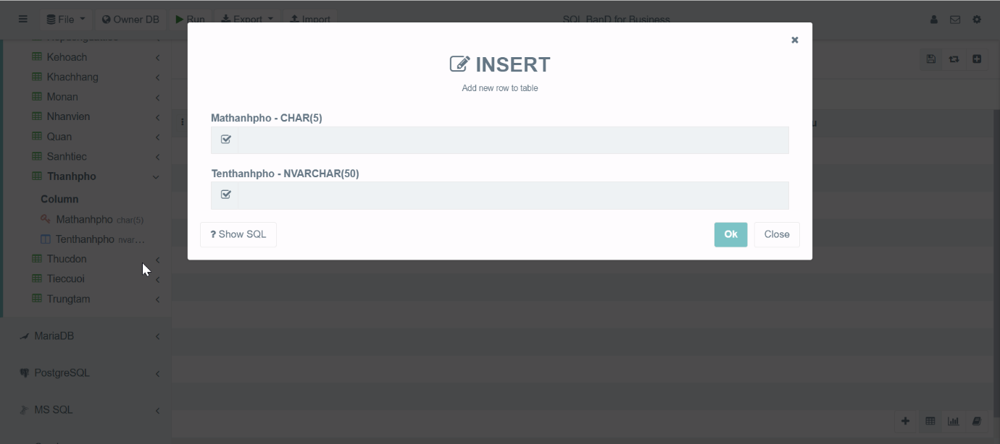 File
Owner DB
Run
Export
Import
SQL BanD for Business
Kehoach
Khachhang
Monan
Nhanvien
Quan
Sanhtiec
Thanhpho
Column
Mathanhpho char(5)
Tenthanhpho nvar...
Thucdon
Tieccuoi
Trungtam
MariaDB
PostgreSQL
MS SQL
INSERT
Add new row to table
Mathanhpho - CHAR(5)
Tenthanhpho - NVARCHAR(50)
? Show SQL
Ok
Close